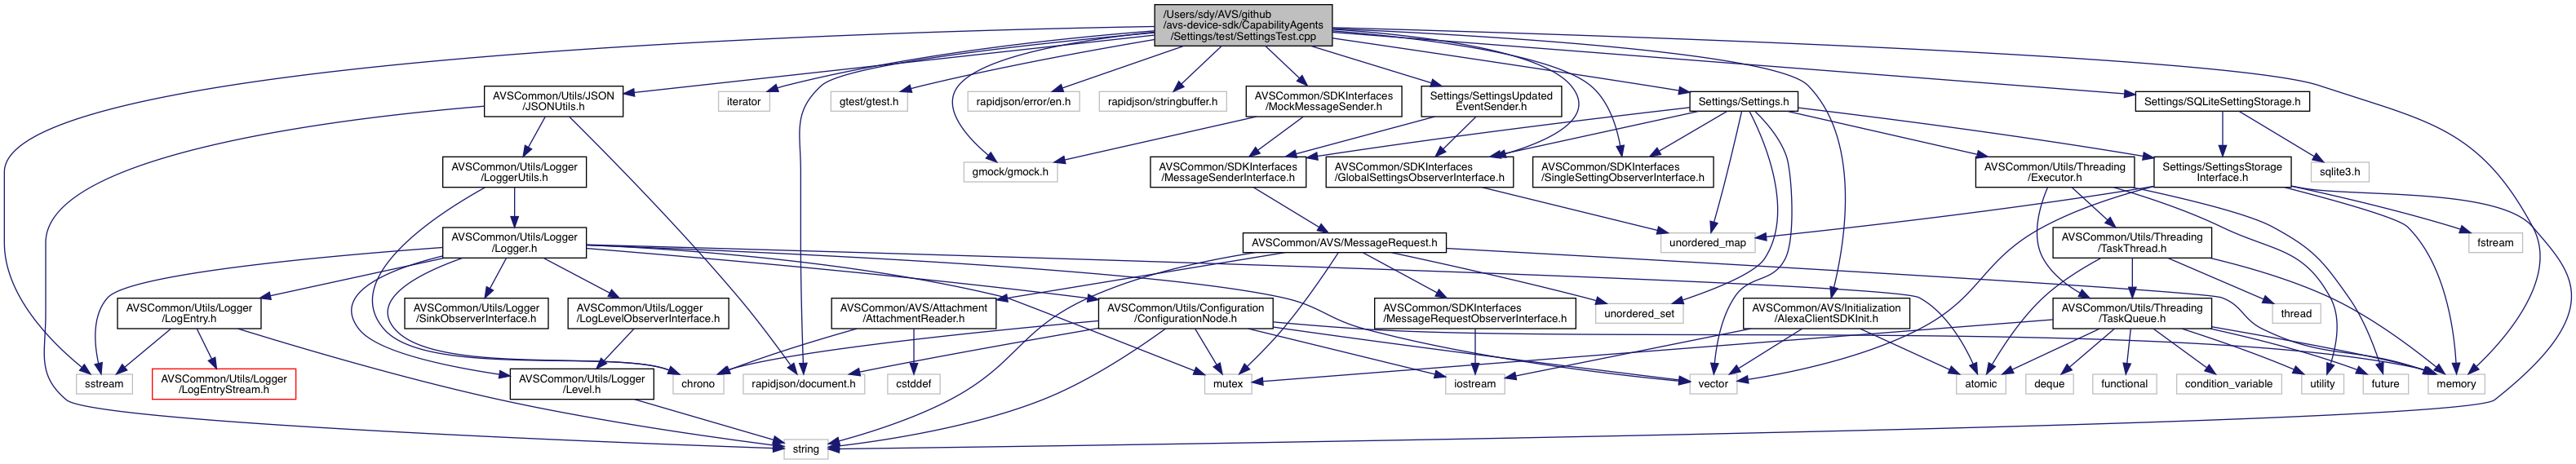 /Users/sdy/AVS/github
/avs-device-sdk/CapabilityAgents
/Settings/test/SettingsTest.cpp
AVSCommon/Utils/JSON
/JSONUtils.h
iterator
gtest/gtest.h
rapidjson/error/en.h
rapidjson/stringbuffer.h
AVSCommon/SDKInterfaces
/MockMessageSender.h
Settings/SettingsUpdated
EventSender.h
Settings/Settings.h
Settings/SQLiteSettingStorage.h
AVSCommon/Utils/Logger
/LoggerUtils.h
gmock/gmock.h
AVSCommon/SDKInterfaces
/MessageSenderInterface.h
AVSCommon/SDKInterfaces
/GlobalSettingsObserverInterface.h
AVSCommon/SDKInterfaces
/SingleSettingObserverInterface.h
AVSCommon/Utils/Threading
/Executor.h
Settings/SettingsStorage
Interface.h
sqlite3.h
AVSCommon/Utils/Logger
/Logger.h
AVSCommon/AVS/MessageRequest.h
unordered_map
AVSCommon/Utils/Threading
/TaskThread.h
fstream
AVSCommon/Utils/Logger
/LogEntry.h
AVSCommon/Utils/Logger
/SinkObserverInterface.h
AVSCommon/Utils/Logger
/LogLevelObserverInterface.h
AVSCommon/AVS/Attachment
/AttachmentReader.h
AVSCommon/Utils/Configuration
/ConfigurationNode.h
AVSCommon/SDKInterfaces
/MessageRequestObserverInterface.h
unordered_set
AVSCommon/AVS/Initialization
/AlexaClientSDKInit.h
AVSCommon/Utils/Threading
/TaskQueue.h
thread
sstream
AVSCommon/Utils/Logger
/LogEntryStream.h
AVSCommon/Utils/Logger
/Level.h
chrono
rapidjson/document.h
cstddef
mutex
iostream
vector
atomic
deque
functional
condition_variable
utility
future
memory
string